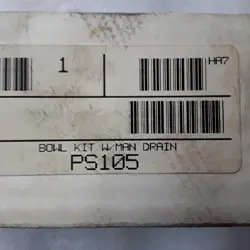 1 HA7
BOWL KIT W/MAN DRAIN
PS105